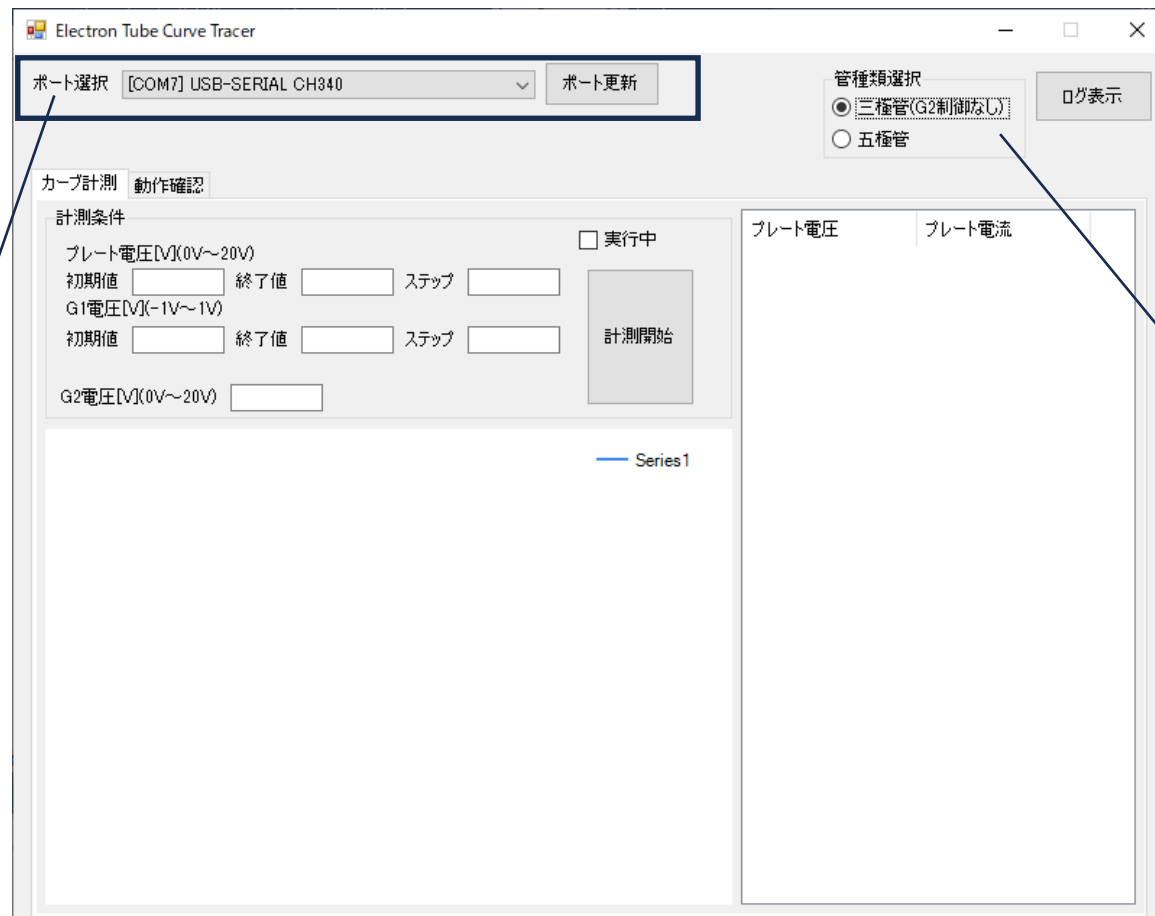 Electron Tube Curve Tracer
ポート選択 [COM7] USB-SERIAL CH340 ポート更新
管種類選択
三極管(G2制御なし)
五極管
ログ表示
カーブ計測 動作確認
計測条件
プレート電圧[V](0V～20V)
初期値 終了値 ステップ
G1電圧[V](-1V～1V)
初期値 終了値 ステップ
G2電圧[V](0V～20V)
実行中
計測開始
Series1
プレート電圧 プレート電流